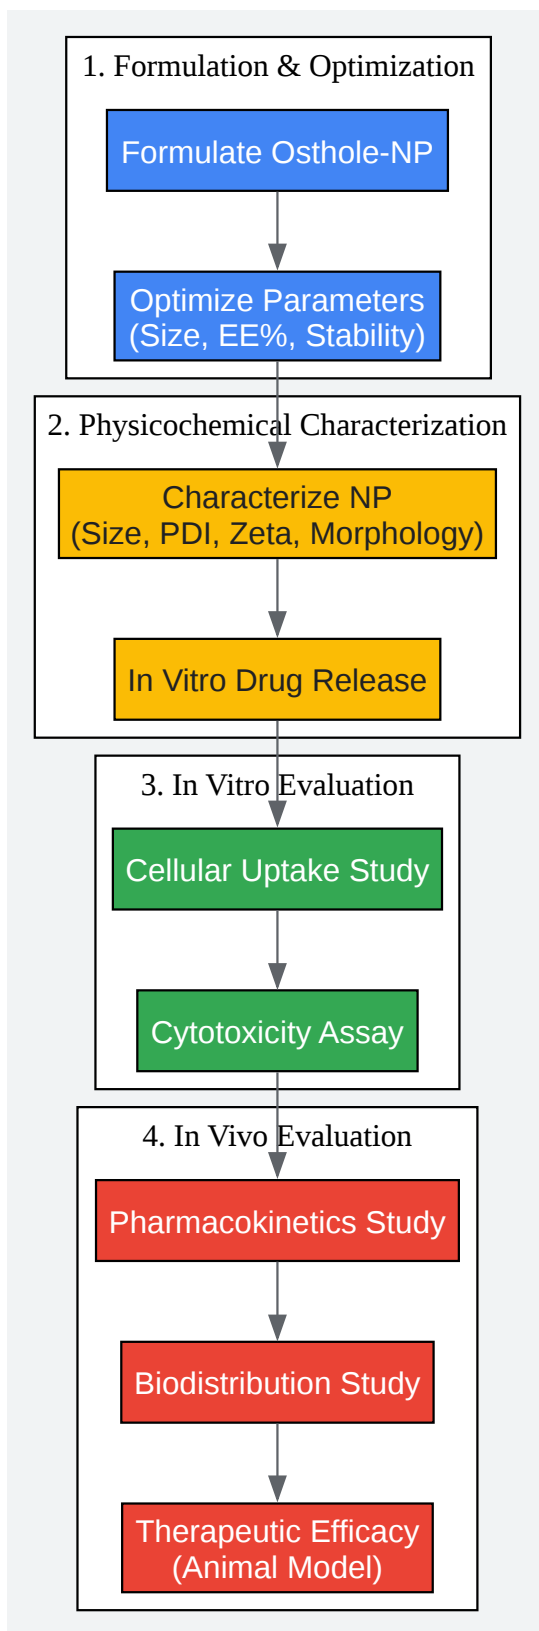 1. Formulation & Optimization
Formulate Osthole-NP
Optimize Parameters
(Size, EE%, Stability)
2. Physicochemical Characterization
Characterize NP
(Size, PDI, Zeta, Morphology)
In Vitro Drug Release
3. In Vitro Evaluation
Cellular Uptake Study
Cytotoxicity Assay
4. In Vivo Evaluation
Pharmacokinetics Study
Biodistribution Study
Therapeutic Efficacy
(Animal Model)